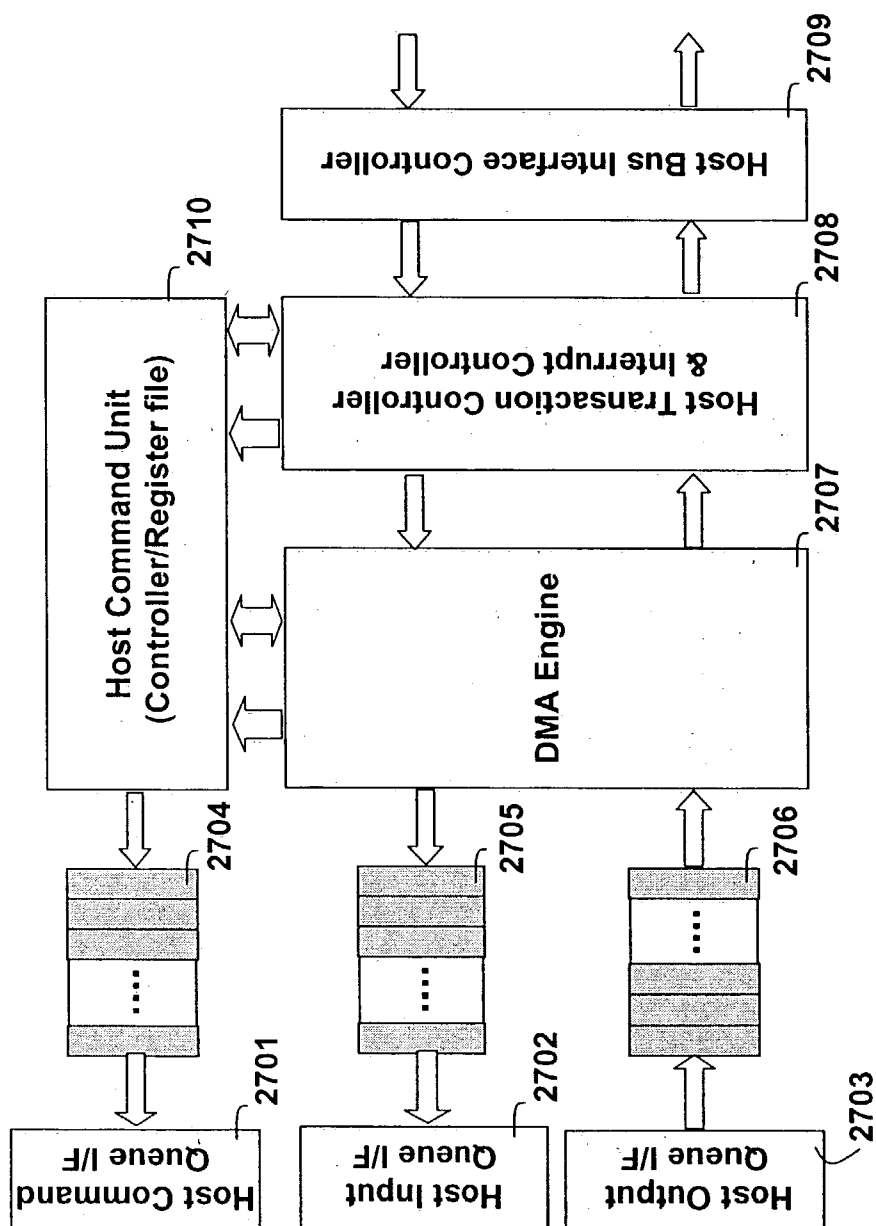 Host Command
Queue I/F
2701
2704
Host Command Unit
(Controller/Register file)
2710
Host Input
Queue I/F
2702
2705
DMA Engine
2707
Host Transaction Controller
& Interrupt Controller
2708
Host Bus Interface Controller
2709
Host Output
Queue I/F
2703
2706
....
....
....